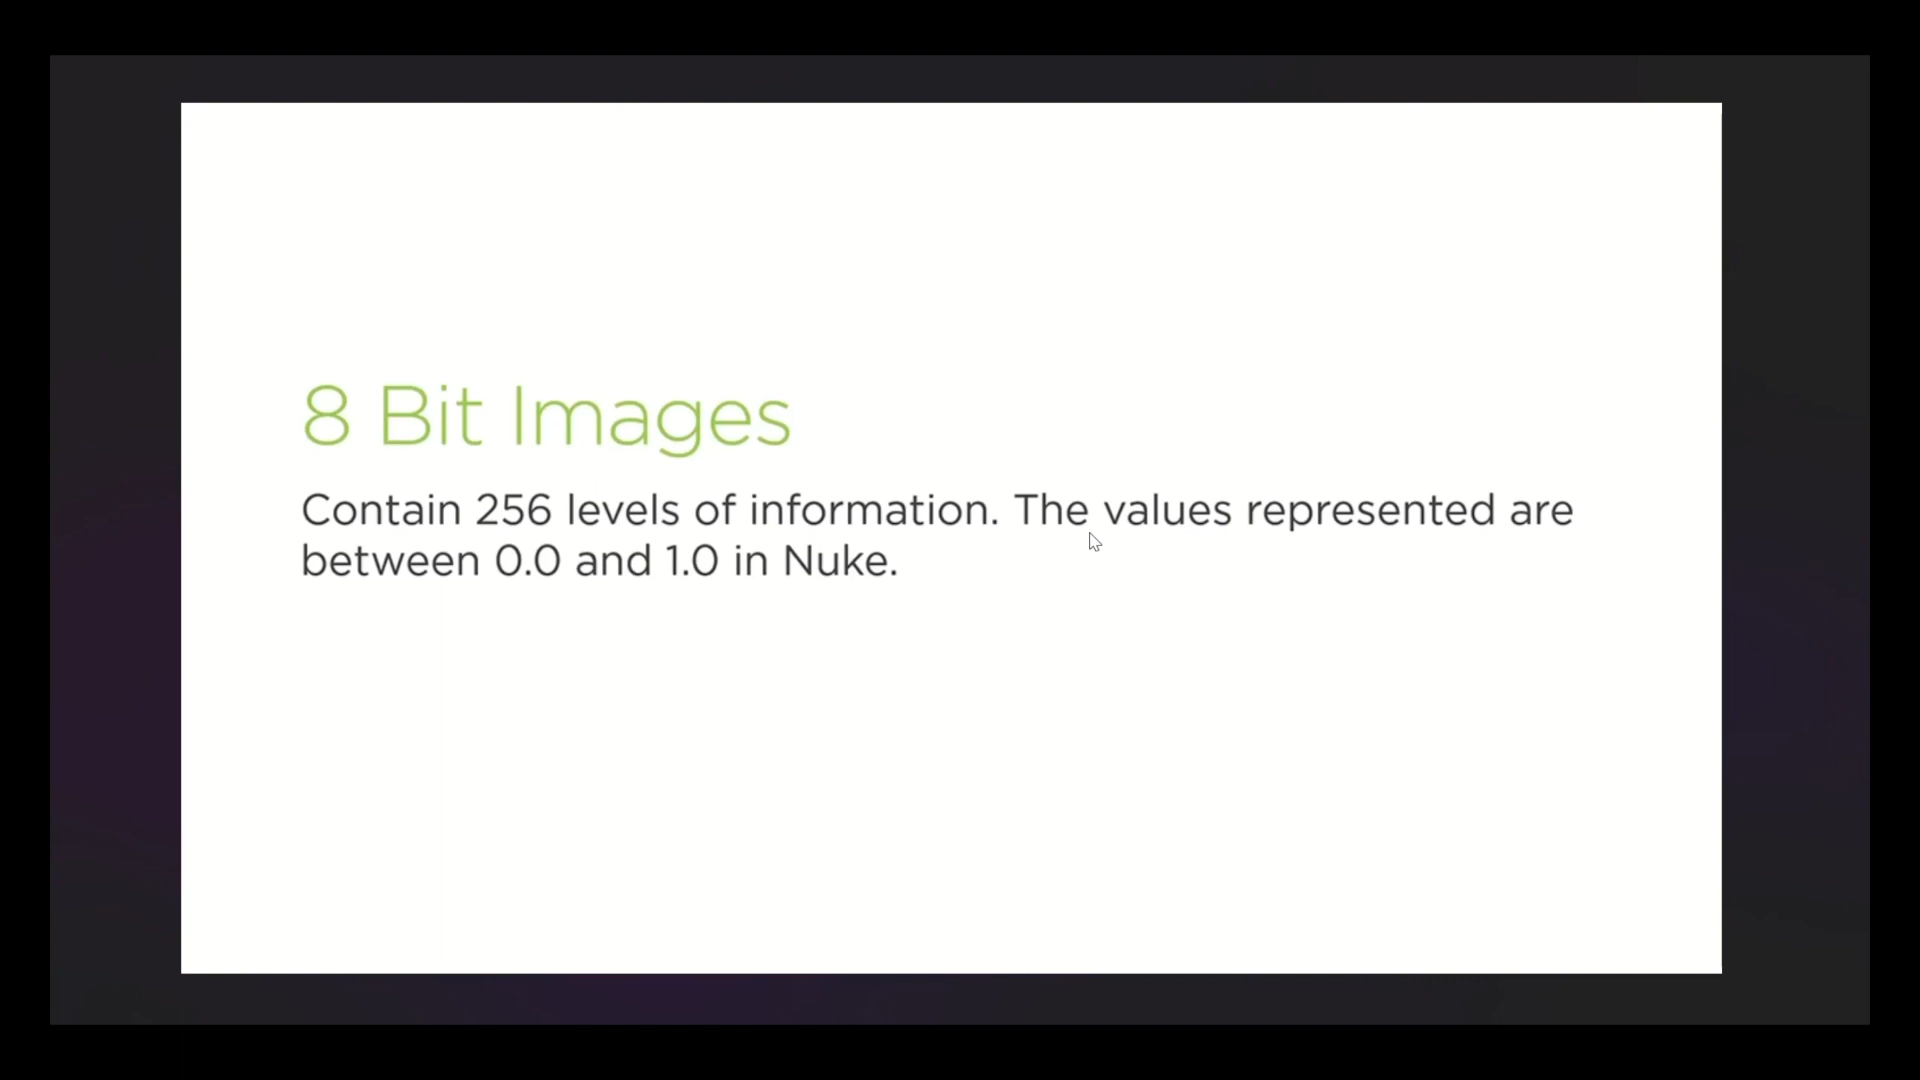 8 Bit Images
Contain 256 levels of information. The values represented are
between 0.0 and 1.0 in Nuke.